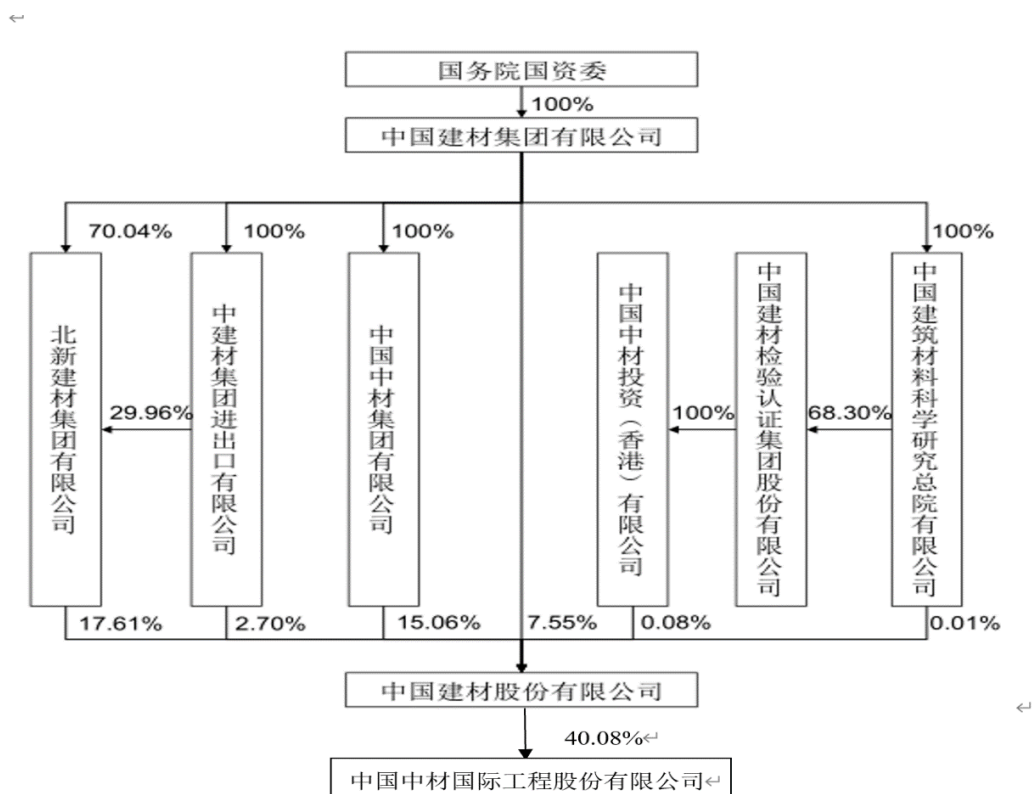 国务院国资委
100%
中国建材集团有限公司
70.04%
100%
100%
100%
北新建材集团有限公司
29.96%
中建材集团进出口有限公司
中国中材集团有限公司
中国中材投资（香港）有限公司
100%
中国建材检验认证集团股份有限公司
68.30%
中国建筑材料科学研究总院有限公司
17.61%
2.70%
15.06%
7.55%
0.08%
0.01%
中国建材股份有限公司
40.08%
中国中材国际工程股份有限公司